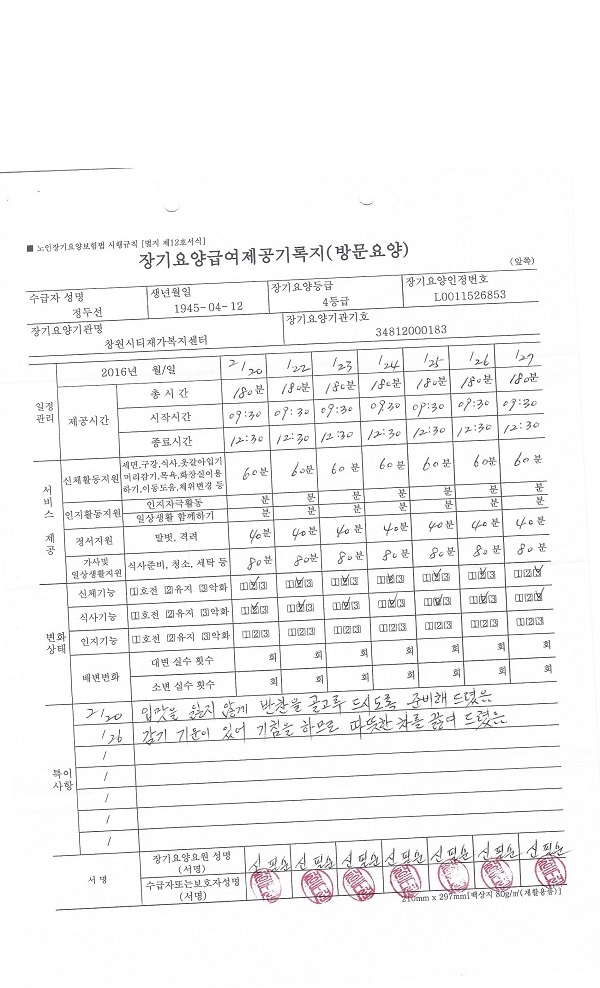 ■ 노인장기요양보험법 시행규칙 [별지 제12호서식]
장기요양급여제공기록지(방문요양)
(앞쪽)
수급자 성명 생년월일 장기요양등급 장기요양인정번호
정두선 1945-04-12 4등급 L0011526853
장기요양기관명 장기요양기관기호
창원시티재가복지센터 34812000183
2016년 월/일 2/20 /22 /23 /24 /25 /26 /27
일정관리 제공시간 총 시 간 180분 180분 180분 180분 180분 180분 180분
시작시간 09:30 09:30 09:30 09:30 09:30 09:30 09:30
종료시간 12:30 12:30 12:30 12:30 12:30 12:30 12:30
서비스 제공
신체활동지원 세면,구강,식사,옷갈아입기 머리감기,목욕,화장실이용 하기,이동도움,체위변경 등 60분 60분 60분 60분 60분 60분 60분
인지활동지원 인지자극활동 분 분 분 분 분 분 분
일상생활 함께하기 분 분 분 분 분 분 분
정서지원 말벗, 격려 40분 40분 40분 40분 40분 40분 40분
가사및 일상생활지원 식사준비, 청소, 세탁 등 80분 80분 80분 80분 80분 80분 80분
변화상태
신체기능 1호전 2유지 3악화 123 123 123 123 123 123 123
식사기능 1호전 2유지 3악화 123 123 123 123 123 123 123
인지기능 1호전 2유지 3악화 123 123 123 123 123 123 123
배변변화 대변 실수 횟수 회 회 회 회 회 회 회
소변 실수 횟수 회 회 회 회 회 회 회
특이사항
2/20 입맛을 잃지 않게 반찬을 골고루 드시도록 준비해 드렸음
/26 감기 기운이 있어 기침을 하므로 따뜻한 차를 끓여 드렸음
/
/
/
/
서 명 장기요양요원 성명 (서명) 신필순 신필순 신필순 신필순 신필순 신필순 신필순
수급자또는보호자성명 (서명)
210mm x 297mm[백상지 80g/㎡(재활용품)]